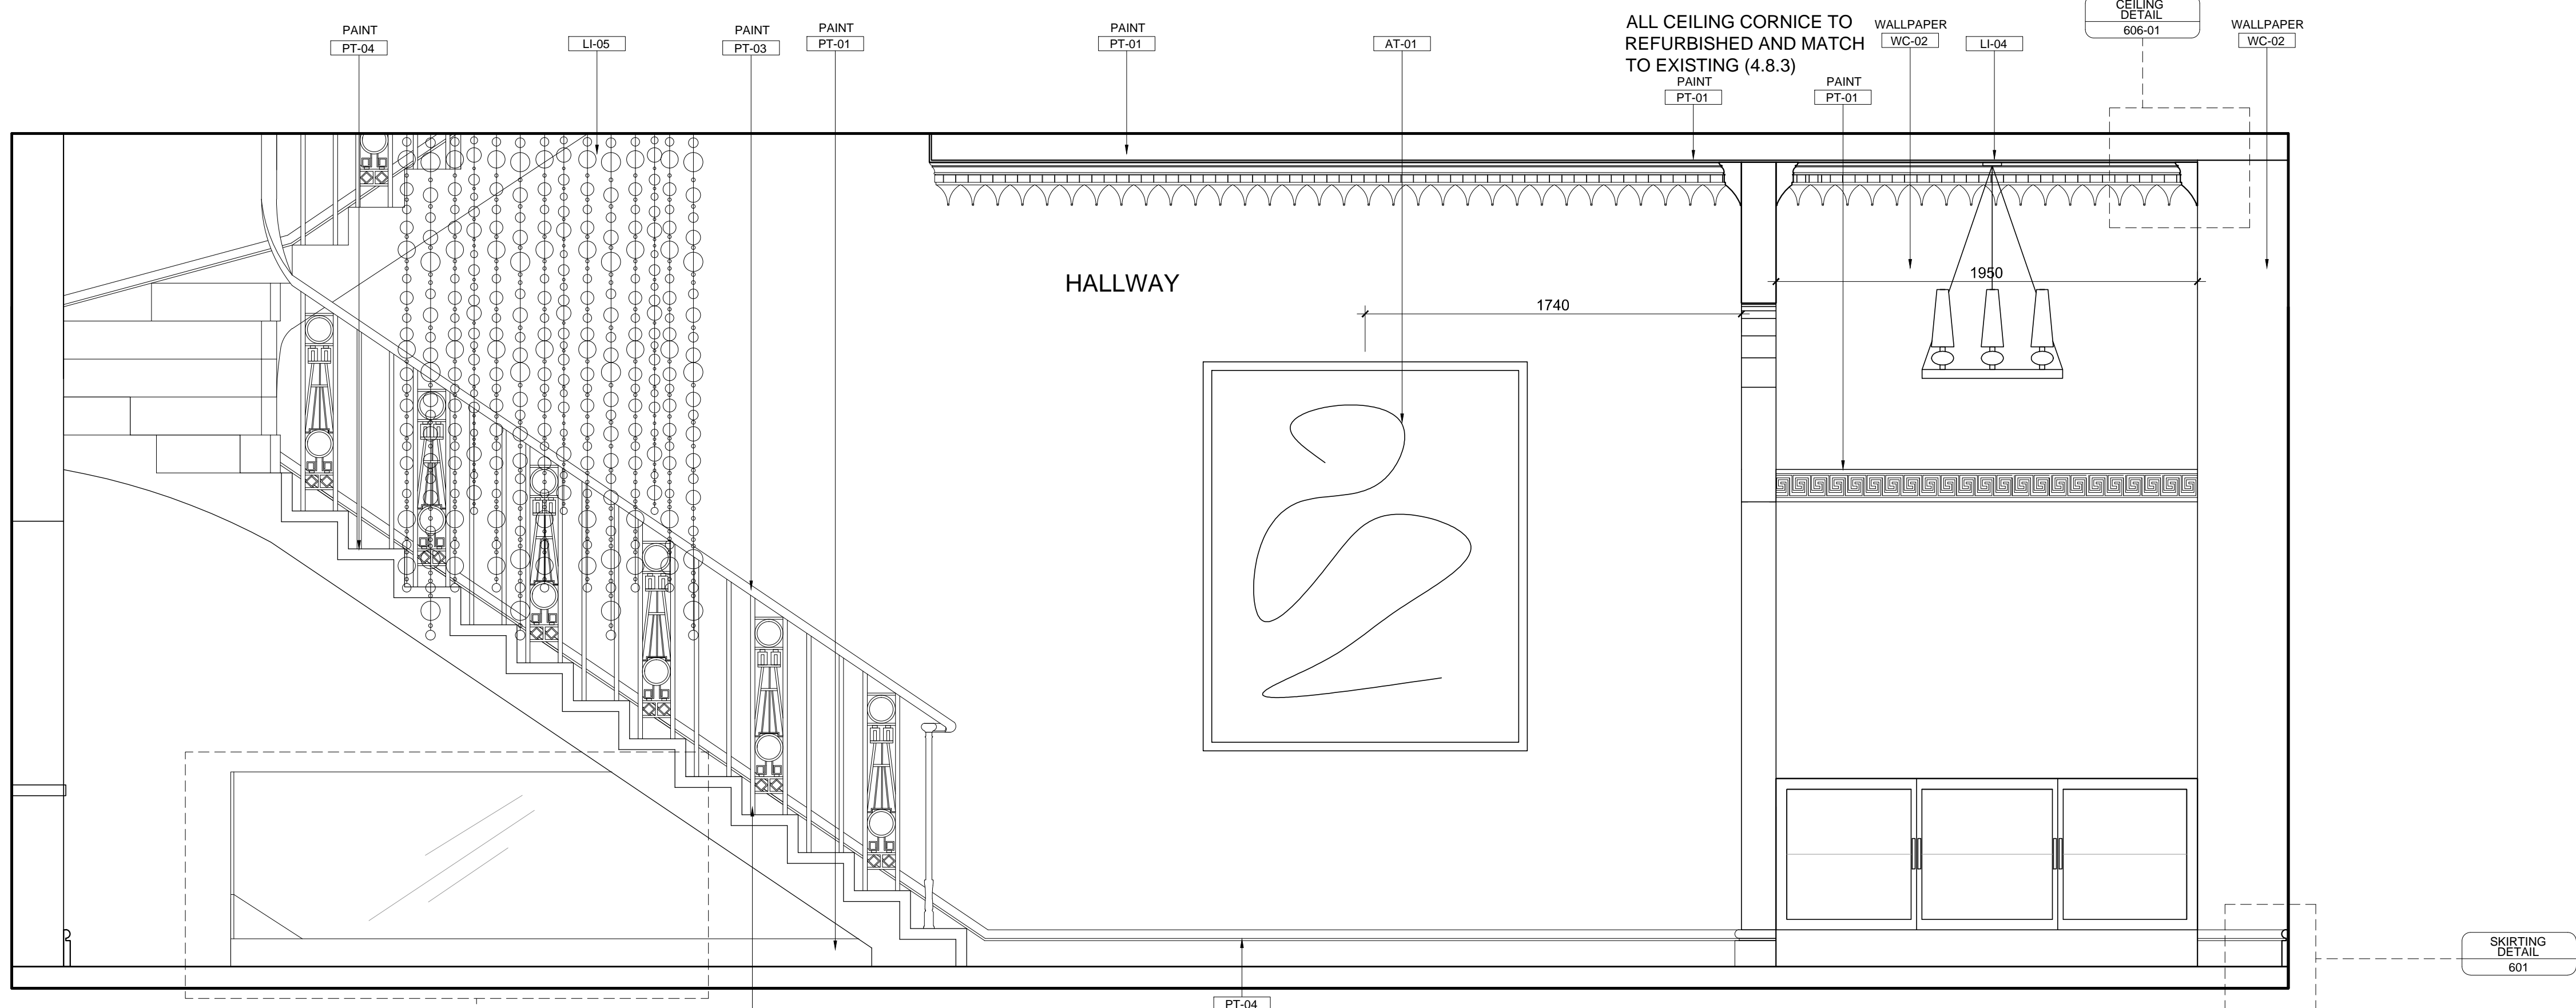 CEILING
DETAIL
606-01
ALL CEILING CORNICE TO
REFURBISHED AND MATCH
TO EXISTING (4.8.3)
PAINT
PT-04
LI-05
PAINT
PT-03
PAINT
PT-01
PAINT
PT-01
AT-01
WALLPAPER
WC-02
LI-04
WALLPAPER
WC-02
PAINT
PT-01
PAINT
PT-01
HALLWAY
1950
1740
SKIRTING
DETAIL
601
PT-04